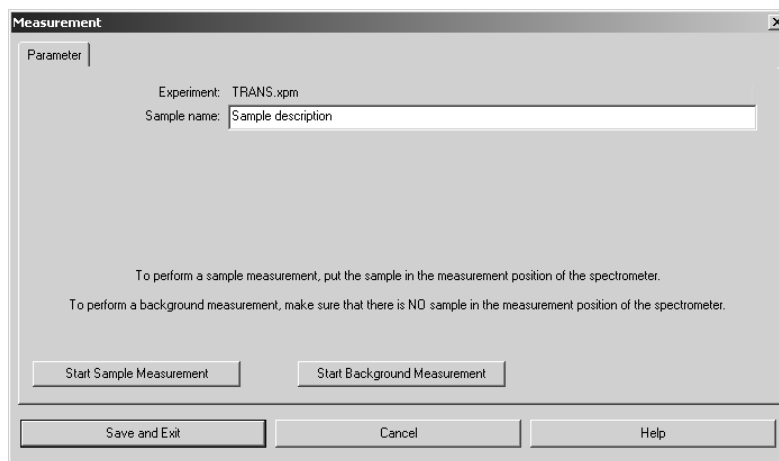 Measurement
Parameter
Experiment: TRANS.xpm
Sample name: Sample description
To perform a sample measurement, put the sample in the measurement position of the spectrometer.
To perform a background measurement, make sure that there is NO sample in the measurement position of the spectrometer.
Start Sample Measurement Start Background Measurement
Save and Exit Cancel Help